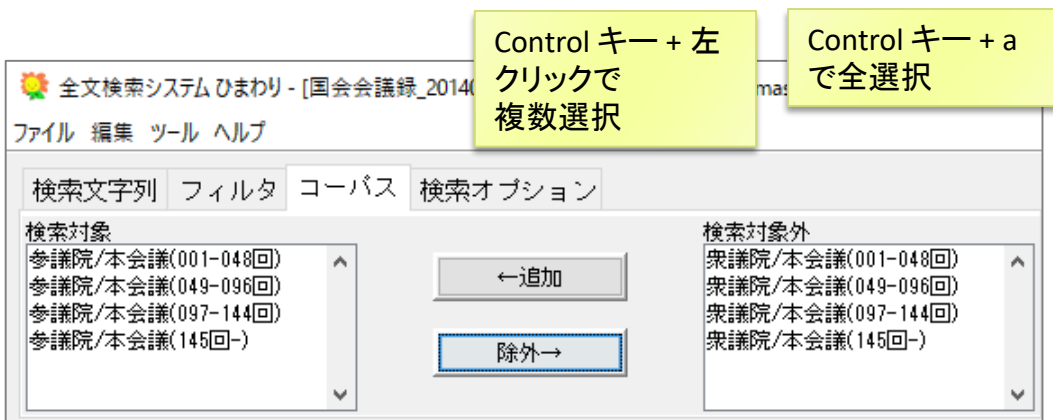 Control キー + 左
クリックで
複数選択
Control キー + a
で全選択
全文検索システム ひまわり - [国会会議録_2014
ファイル 編集 ツール ヘルプ
検索文字列 フィルタ コーパス 検索オプション
検索対象
参議院/本会議(001-048回)
参議院/本会議(049-096回)
参議院/本会議(097-144回)
参議院/本会議(145回-)
←追加
除外→
検索対象外
衆議院/本会議(001-048回)
衆議院/本会議(049-096回)
衆議院/本会議(097-144回)
衆議院/本会議(145回-)